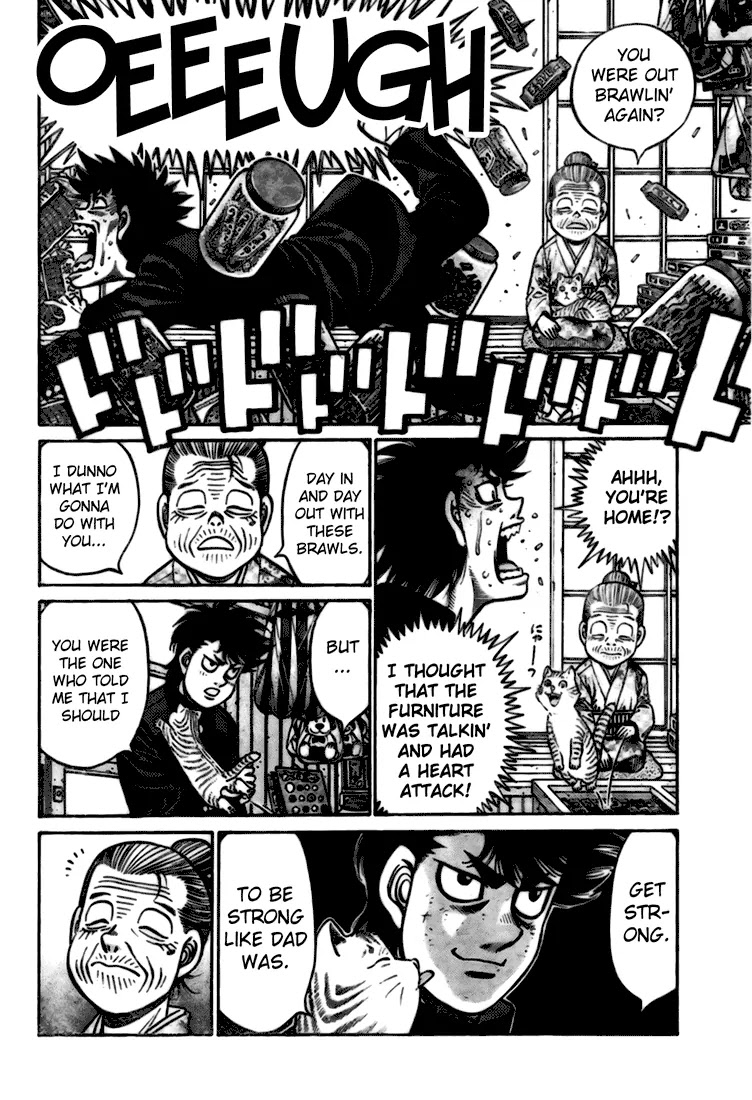 YOU
WERE OUT
BRAWLIN'
AGAIN?
OEEEUGH
ドドドドドドドド
AHHH,
YOU'RE
HOME!?
I THOUGHT
THAT THE
FURNITURE
WAS TALKIN'
AND HAD
A HEART
ATTACK!
にゃーっ
DAY IN
AND DAY
OUT WITH
THESE
BRAWLS.
I DUNNO
WHAT I'M
GONNA
DO WITH
YOU...
BUT
...
YOU WERE
THE ONE
WHO TOLD
ME THAT I
SHOULD
GET
STR-
ONG.
TO BE
STRONG
LIKE DAD
WAS.